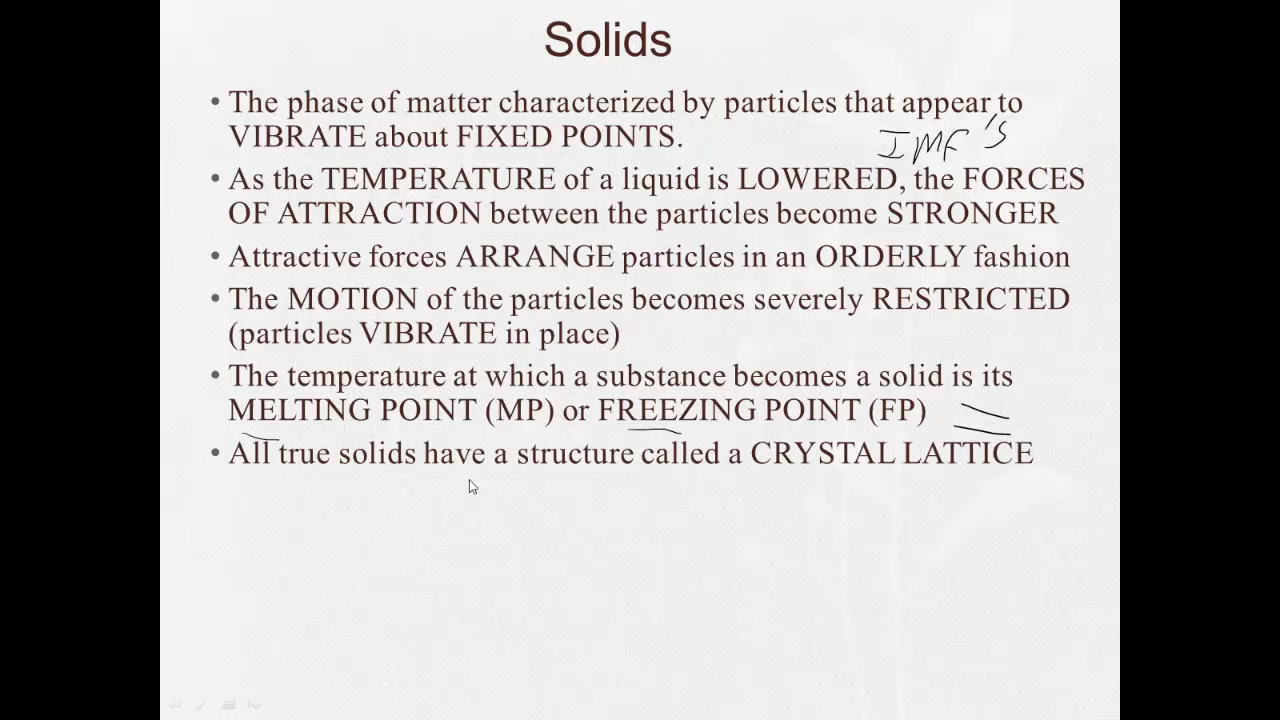 Solids
• The phase of matter characterized by particles that appear to
VIBRATE about FIXED POINTS.
IMF's
• As the TEMPERATURE of a liquid is LOWERED, the FORCES
OF ATTRACTION between the particles become STRONGER
• Attractive forces ARRANGE particles in an ORDERLY fashion
• The MOTION of the particles becomes severely RESTRICTED
(particles VIBRATE in place)
• The temperature at which a substance becomes a solid is its
MELTING POINT (MP) or FREEZING POINT (FP)
• All true solids have a structure called a CRYSTAL LATTICE